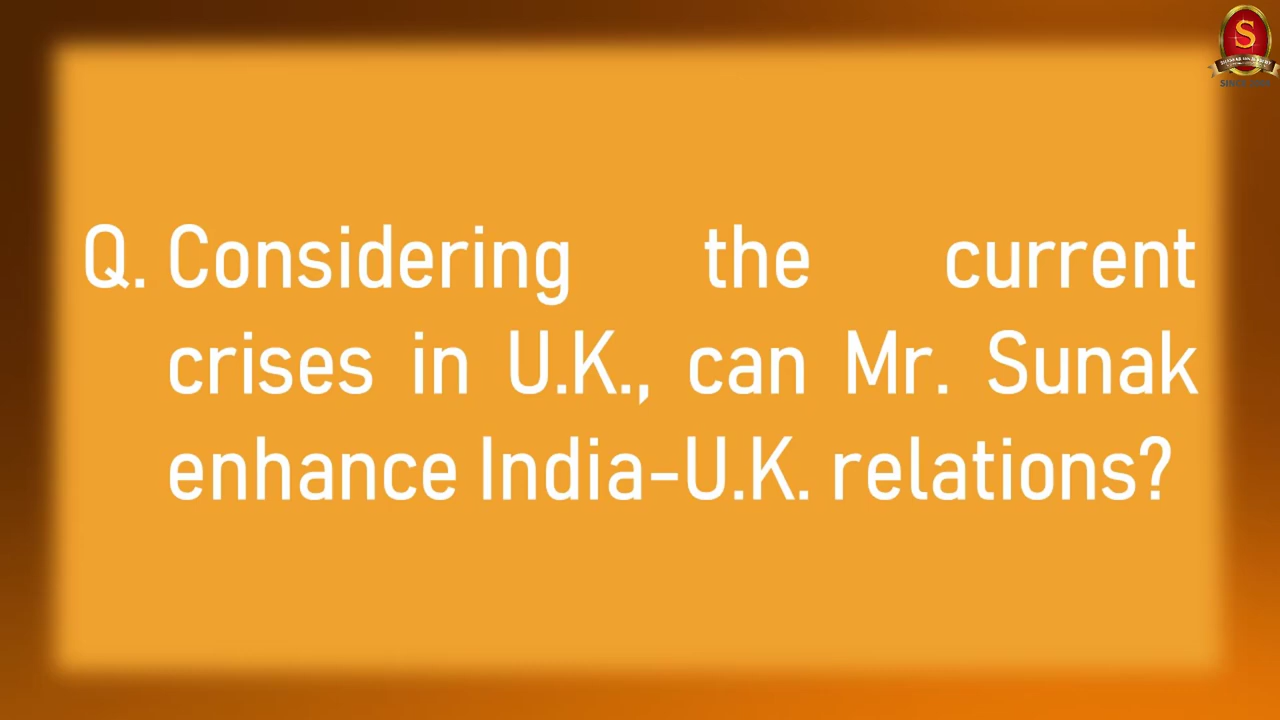 Q. Considering the current
crises in U.K., can Mr. Sunak
enhance India-U.K. relations?
S